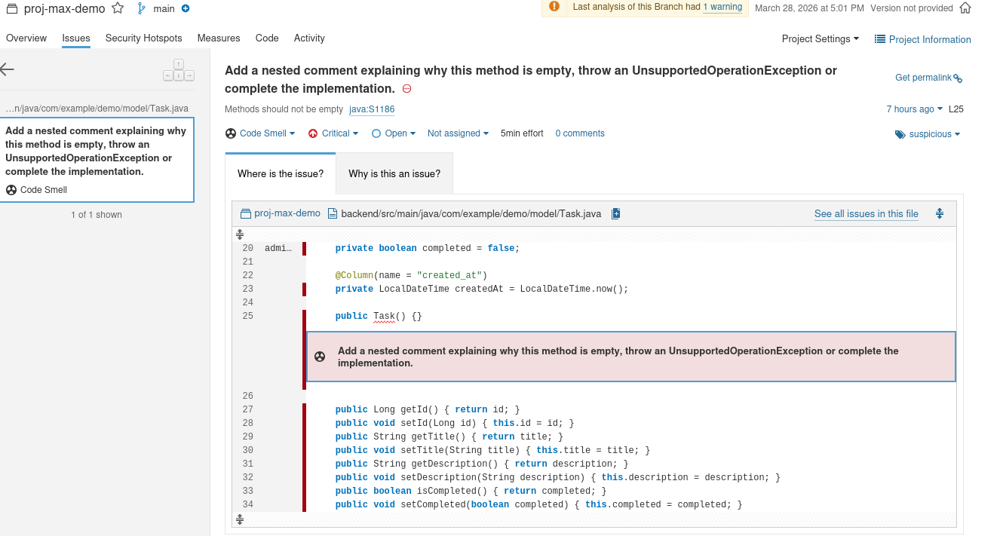 proj-max-demo main Last analysis of this Branch had 1 warning March 28, 2026 at 5:01 PM Version not provided
Overview Issues Security Hotspots Measures Code Activity Project Settings Project Information
…n/java/com/example/demo/model/Task.java
Add a nested comment explaining why
this method is empty, throw an
UnsupportedOperationException or
complete the implementation.
Code Smell
1 of 1 shown
Add a nested comment explaining why this method is empty, throw an UnsupportedOperationException or
complete the implementation.
Get permalink
Methods should not be empty java:S1186
7 hours ago L25
Code Smell Critical Open Not assigned 5min effort 0 comments
suspicious
Where is the issue? Why is this an issue?
proj-max-demo backend/src/main/java/com/example/demo/model/Task.java See all issues in this file
20 admi… private boolean completed = false;
21
22 @Column(name = "created_at")
23 private LocalDateTime createdAt = LocalDateTime.now();
24
25 public Task() {}
Add a nested comment explaining why this method is empty, throw an UnsupportedOperationException or complete the
implementation.
26
27 public Long getId() { return id; }
28 public void setId(Long id) { this.id = id; }
29 public String getTitle() { return title; }
30 public void setTitle(String title) { this.title = title; }
31 public String getDescription() { return description; }
32 public void setDescription(String description) { this.description = description; }
33 public boolean isCompleted() { return completed; }
34 public void setCompleted(boolean completed) { this.completed = completed; }